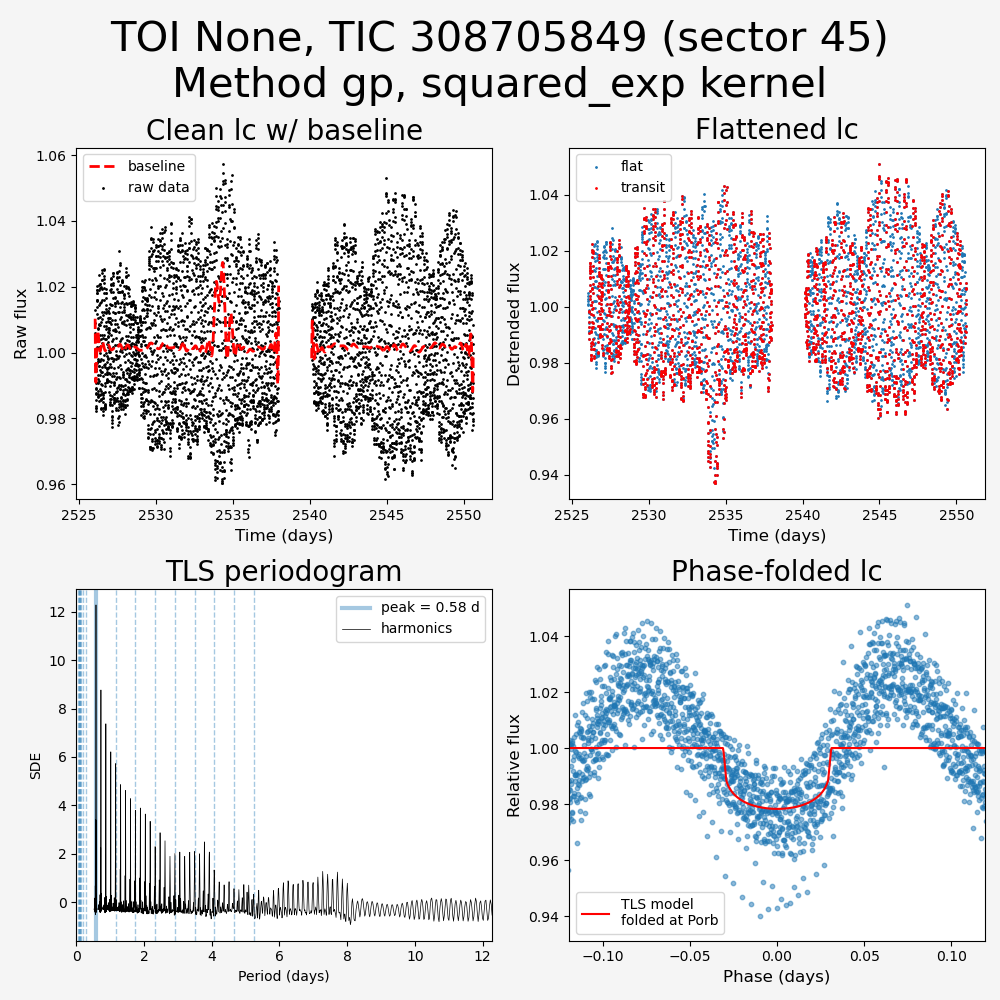 TOI None, TIC 308705849 (sector 45)
Method gp, squared_exp kernel
Clean lc w/ baseline
baseline
raw data
1.06
1.04
1.02
1.00
0.98
0.96
Raw flux
2525
2530
2535
2540
2545
2550
Time (days)
Flattened lc
flat
transit
1.04
1.02
1.00
0.98
0.96
0.94
Detrended flux
2525
2530
2535
2540
2545
2550
Time (days)
TLS periodogram
peak = 0.58 d
harmonics
12
10
8
6
4
2
0
SDE
0
2
4
6
8
10
12
Period (days)
Phase-folded lc
1.04
1.02
1.00
0.98
0.96
0.94
Relative flux
TLS model
folded at Porb
−0.10
−0.05
0.00
0.05
0.10
Phase (days)